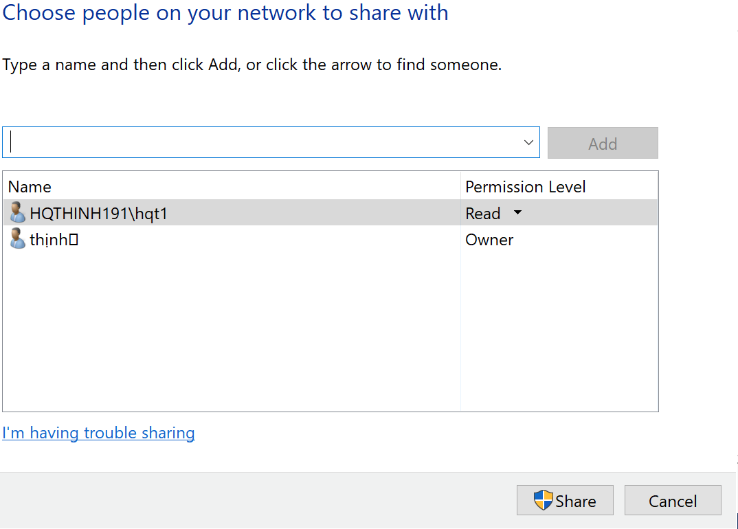 Choose people on your network to share with
Type a name and then click Add, or click the arrow to find someone.
Add
Name Permission Level
HQTHINH191\hqt1 Read
thịnh▯ Owner
I'm having trouble sharing
Share Cancel